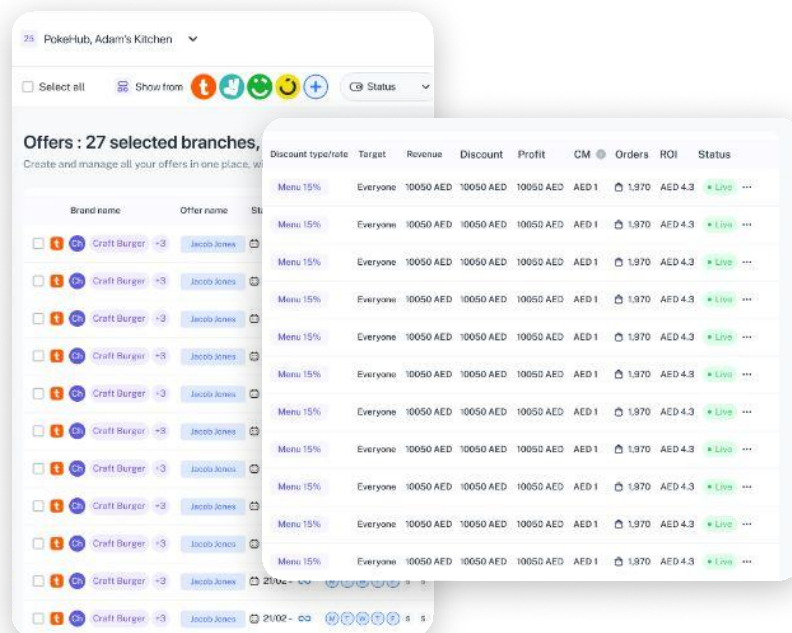 25 PokeHub, Adam's Kitchen
Select all Show from t Status
Offers : 27 selected branches,
Create and manage all your offers in one place, wi
Brand name Offer name Sta
t Ch Craft Burger +3 Jacob Jones
t Ch Craft Burger +3 Jacob Jones
t Ch Craft Burger +3 Jacob Jones
t Ch Craft Burger +3 Jacob Jones
t Ch Craft Burger +3 Jacob Jones
t Ch Craft Burger +3 Jacob Jones
t Ch Craft Burger +3 Jacob Jones
t Ch Craft Burger +3 Jacob Jones
t Ch Craft Burger +3 Jacob Jones
t Ch Craft Burger +3 Jacob Jones 21/02 - ∞ M T W T F S S
t Ch Craft Burger +3 Jacob Jones 21/02 - ∞ M T W T F S S
Discount type/rate Target Revenue Discount Profit CM Orders ROI Status
Menu 15% Everyone 10050 AED 10050 AED 10050 AED AED 1 1,970 AED 4.3 Live
Menu 15% Everyone 10050 AED 10050 AED 10050 AED AED 1 1,970 AED 4.3 Live
Menu 15% Everyone 10050 AED 10050 AED 10050 AED AED 1 1,970 AED 4.3 Live
Menu 15% Everyone 10050 AED 10050 AED 10050 AED AED 1 1,970 AED 4.3 Live
Menu 15% Everyone 10050 AED 10050 AED 10050 AED AED 1 1,970 AED 4.3 Live
Menu 15% Everyone 10050 AED 10050 AED 10050 AED AED 1 1,970 AED 4.3 Live
Menu 15% Everyone 10050 AED 10050 AED 10050 AED AED 1 1,970 AED 4.3 Live
Menu 15% Everyone 10050 AED 10050 AED 10050 AED AED 1 1,970 AED 4.3 Live
Menu 15% Everyone 10050 AED 10050 AED 10050 AED AED 1 1,970 AED 4.3 Live
Menu 15% Everyone 10050 AED 10050 AED 10050 AED AED 1 1,970 AED 4.3 Live
Menu 15% Everyone 10050 AED 10050 AED 10050 AED AED 1 1,970 AED 4.3 Live